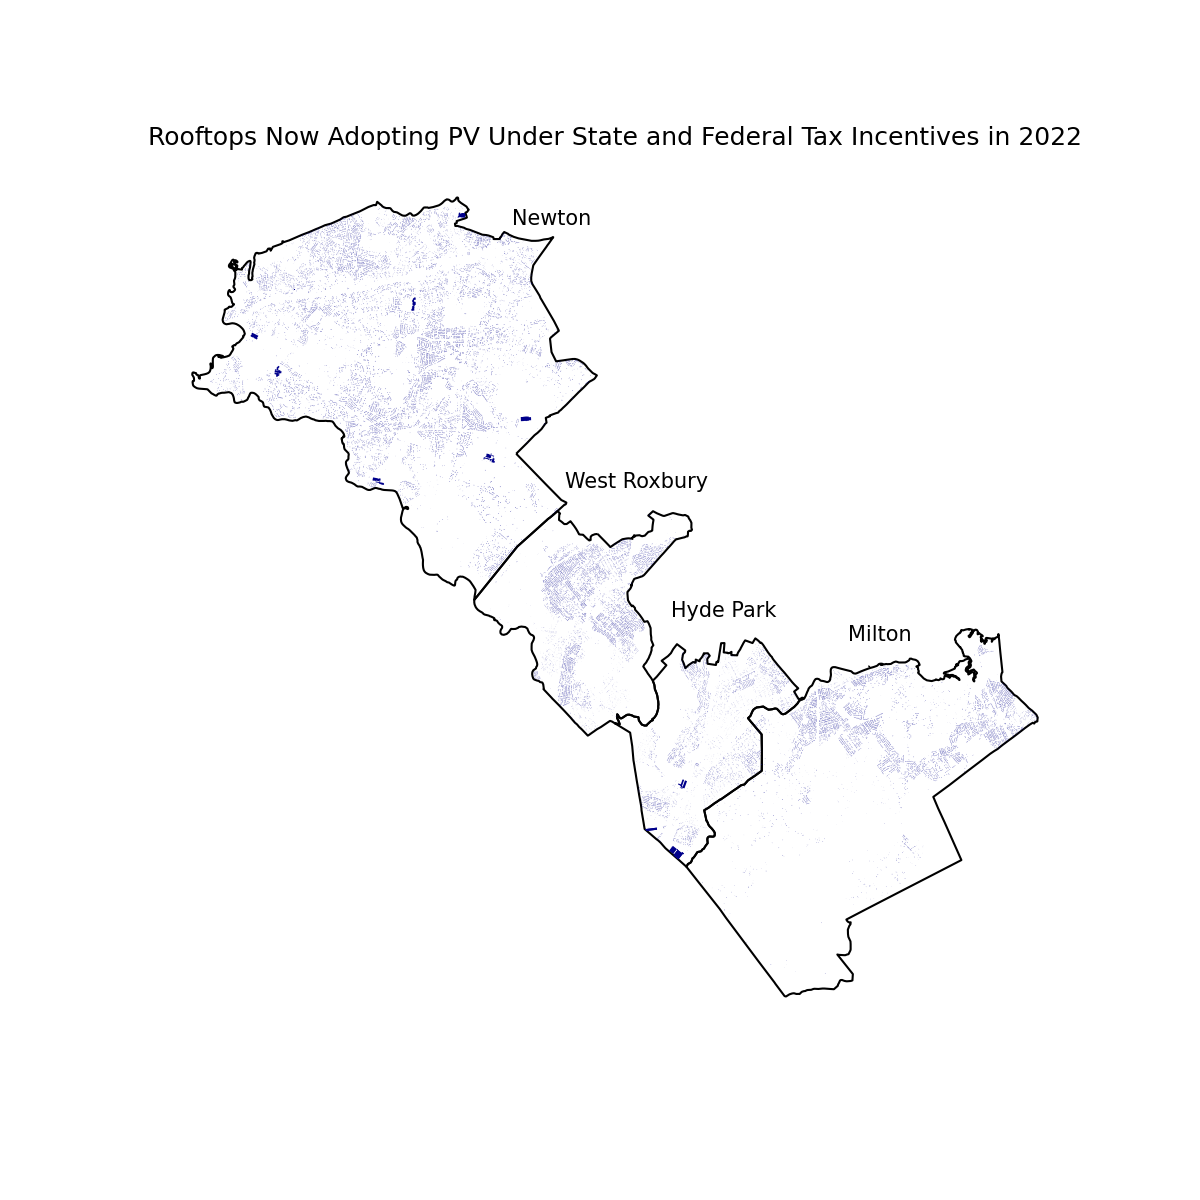 Rooftops Now Adopting PV Under State and Federal Tax Incentives in 2022
Newton
West Roxbury
Hyde Park
Milton